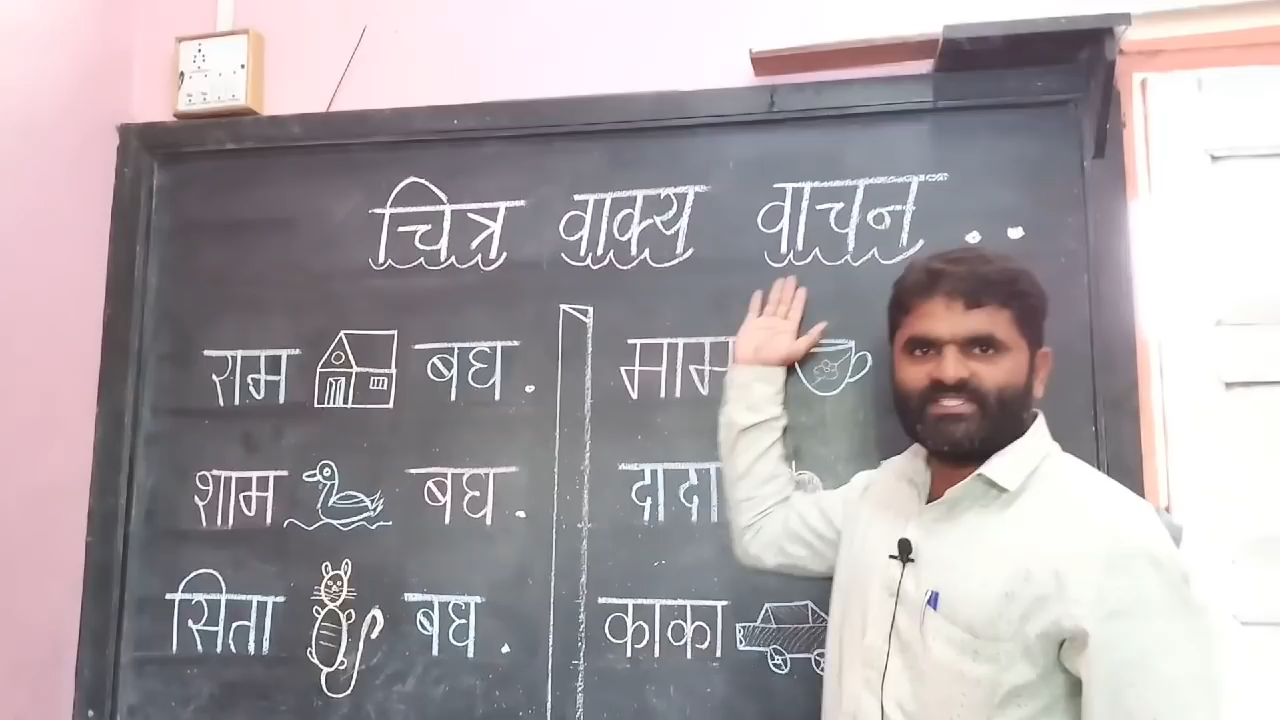 चित्र वाक्य वाचन ..
राम बघ.
शाम बघ.
सिता बघ.
दादा
काका